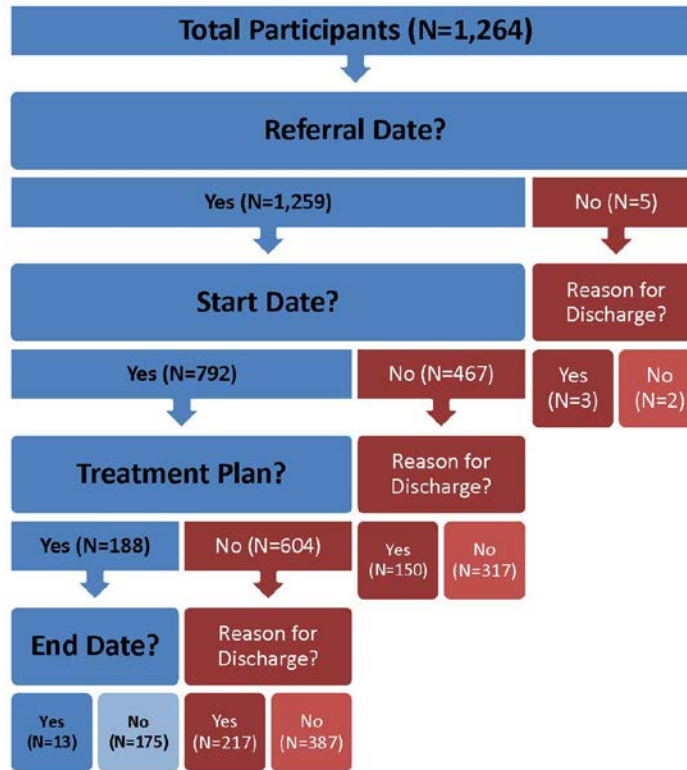 Total Participants (N=1,264)
Referral Date?
Yes (N=1,259)
No (N=5)
Start Date?
Reason for
Discharge?
Yes (N=792)
No (N=467)
Yes
(N=3)
No
(N=2)
Treatment Plan?
Reason for
Discharge?
Yes (N=188)
No (N=604)
Yes
(N=150)
No
(N=317)
End Date?
Reason for
Discharge?
Yes
(N=13)
No
(N=175)
Yes
(N=217)
No
(N=387)